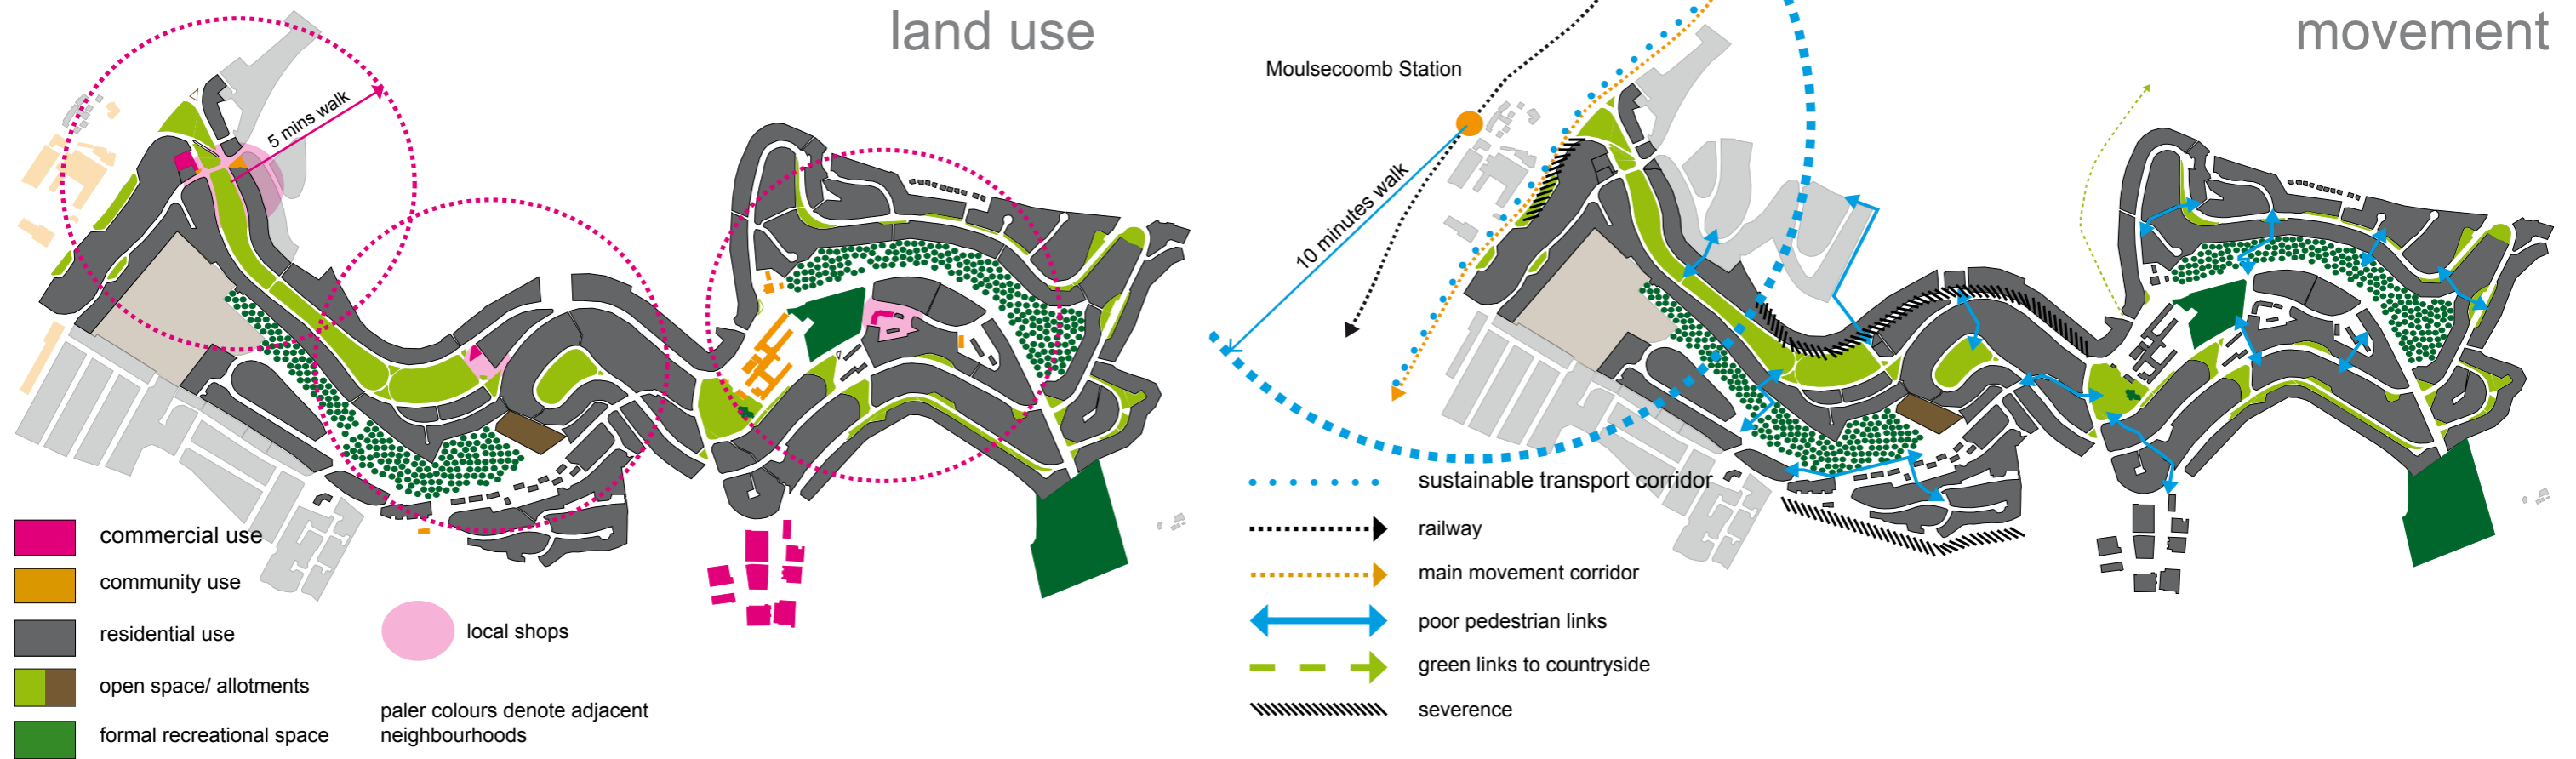 land use
5 mins walk
commercial use
community use
residential use
open space/ allotments
formal recreational space
local shops
paler colours denote adjacent
neighbourhoods
movement
Moulsecoomb Station
10 minutes walk
sustainable transport corridor
railway
main movement corridor
poor pedestrian links
green links to countryside
severence